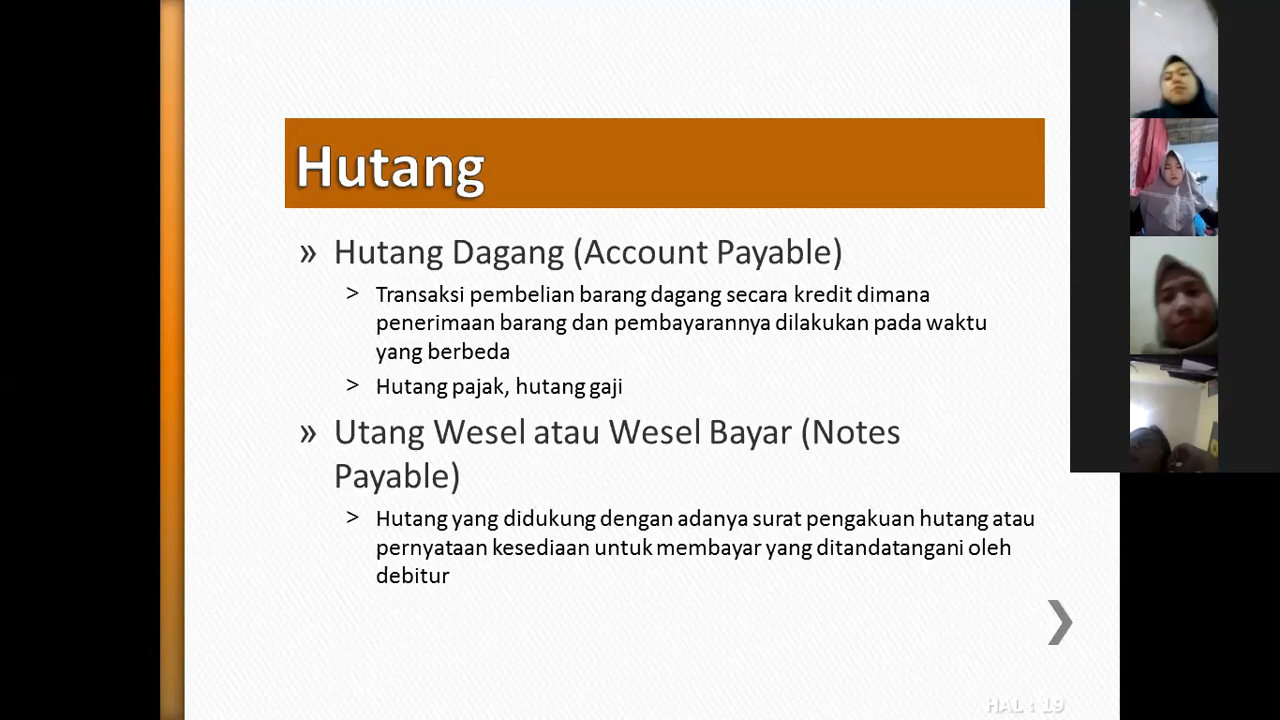 Hutang
» Hutang Dagang (Account Payable)
> Transaksi pembelian barang dagang secara kredit dimana
penerimaan barang dan pembayarannya dilakukan pada waktu
yang berbeda
> Hutang pajak, hutang gaji
» Utang Wesel atau Wesel Bayar (Notes
Payable)
> Hutang yang didukung dengan adanya surat pengakuan hutang atau
pernyataan kesediaan untuk membayar yang ditandatangani oleh
debitur
HAL : 19